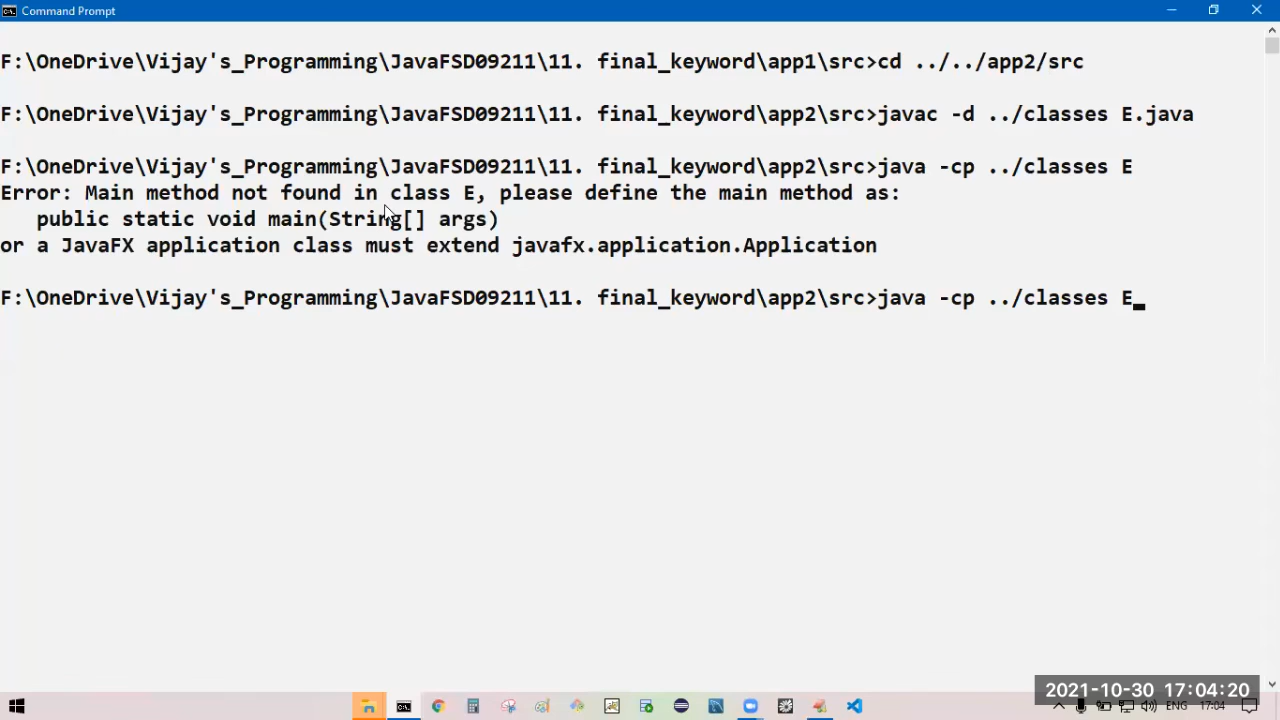 Command Prompt
F:\OneDrive\Vijay's_Programming\JavaFSD09211\11. final_keyword\app1\src>cd ../../app2/src
F:\OneDrive\Vijay's_Programming\JavaFSD09211\11. final_keyword\app2\src>javac -d ../classes E.java
F:\OneDrive\Vijay's_Programming\JavaFSD09211\11. final_keyword\app2\src>java -cp ../classes E
Error: Main method not found in class E, please define the main method as:
public static void main(String[] args)
or a JavaFX application class must extend javafx.application.Application
F:\OneDrive\Vijay's_Programming\JavaFSD09211\11. final_keyword\app2\src>java -cp ../classes E
2021-10-30 17:04:20
ENG 17:04